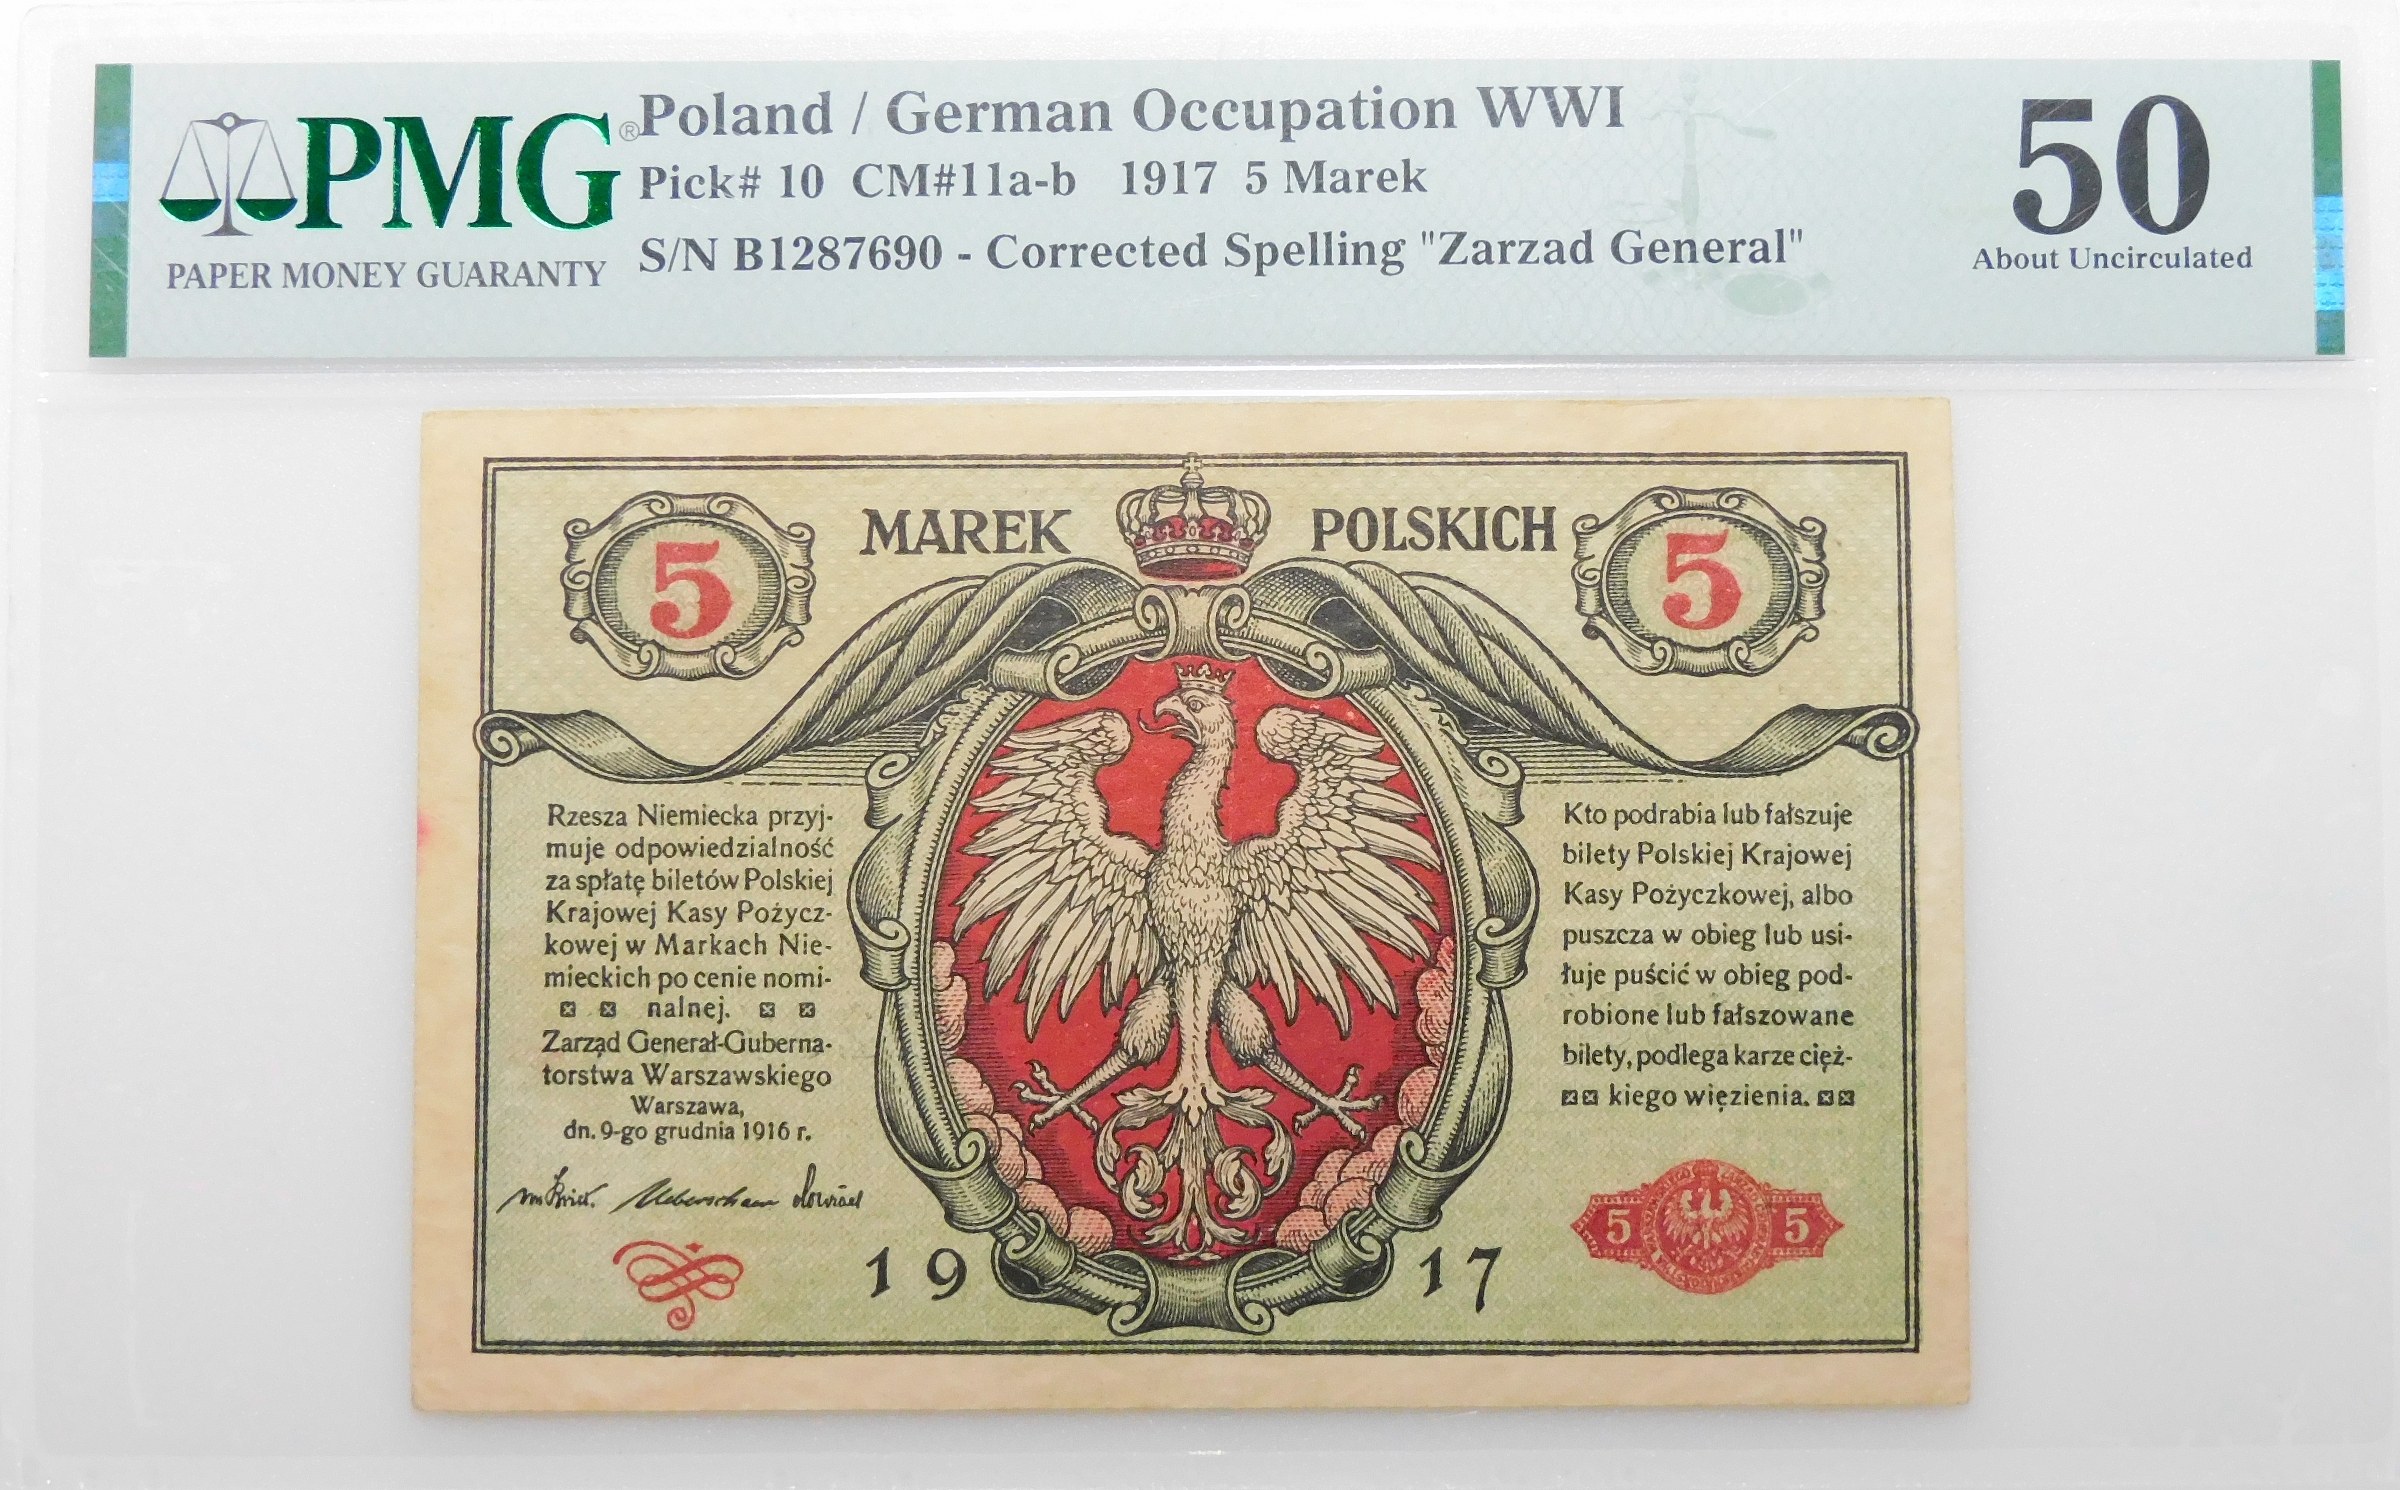 PMG®
PAPER MONEY GUARANTY
Poland / German Occupation WWI
Pick# 10 CM#11a-b 1917 5 Marek
S/N B1287690 - Corrected Spelling "Zarzad General"
50
About Uncirculated
5
MAREK POLSKICH
5
Rzesza Niemiecka przyj-
muje odpowiedzialność
za spłatę biletów Polskiej
Krajowej Kasy Pożycz-
kowej w Markach Nie-
mieckich po cenie nomi-
nalnej.
Zarząd Generał-Guberna-
torstwa Warszawskiego
Warszawa,
dn. 9-go grudnia 1916 r.
Kto podrabia lub fałszuje
bilety Polskiej Krajowej
Kasy Pożyczkowej, albo
puszcza w obieg lub usi-
łuje puścić w obieg pod-
robione lub fałszowane
bilety, podlega karze cięż-
kiego więzienia.
1917
5 5